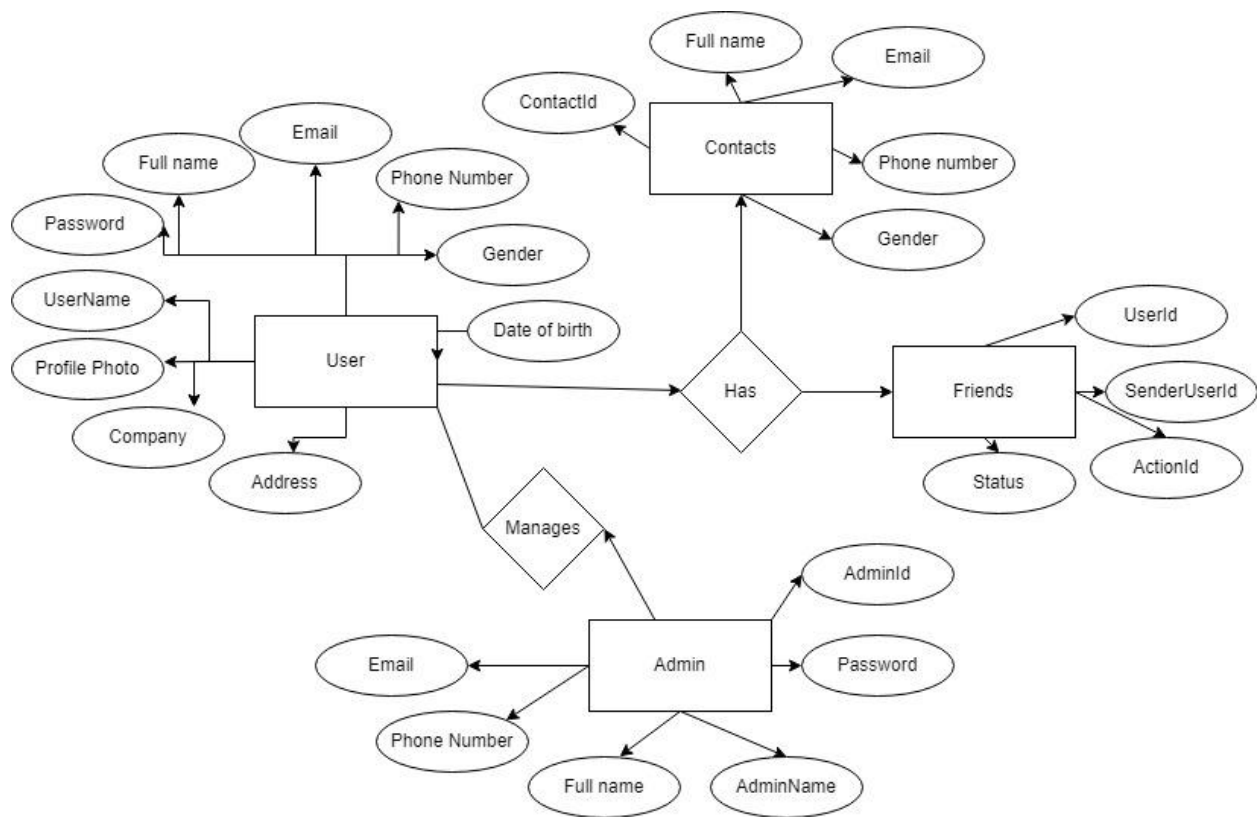 Full name
Email
ContactId
Contacts
Phone number
Gender
Email
Full name
Phone Number
Password
Gender
UserName
Date of birth
User
Profile Photo
Company
Address
Has
UserId
Friends
SenderUserId
ActionId
Status
Manages
AdminId
Email
Admin
Password
Phone Number
Full name
AdminName